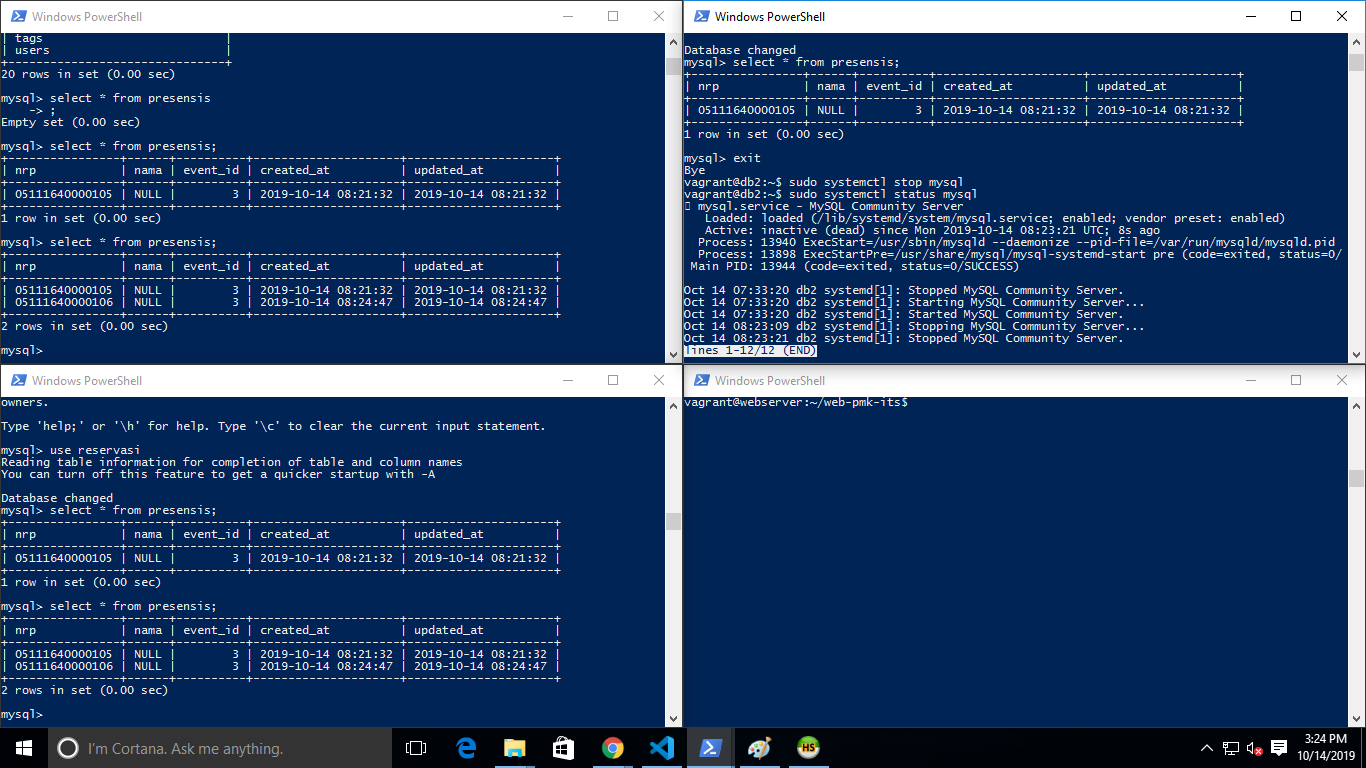 Windows PowerShell
| tags                          |
| users                         |
+-------------------------------+
20 rows in set (0.00 sec)
mysql> select * from presensis
    -> ;
Empty set (0.00 sec)
mysql> select * from presensis;
+----------------+------+----------+---------------------+---------------------+
| nrp            | nama | event_id | created_at          | updated_at          |
+----------------+------+----------+---------------------+---------------------+
| 05111640000105 | NULL |        3 | 2019-10-14 08:21:32 | 2019-10-14 08:21:32 |
+----------------+------+----------+---------------------+---------------------+
1 row in set (0.00 sec)
mysql> select * from presensis;
+----------------+------+----------+---------------------+---------------------+
| nrp            | nama | event_id | created_at          | updated_at          |
+----------------+------+----------+---------------------+---------------------+
| 05111640000105 | NULL |        3 | 2019-10-14 08:21:32 | 2019-10-14 08:21:32 |
| 05111640000106 | NULL |        3 | 2019-10-14 08:24:47 | 2019-10-14 08:24:47 |
+----------------+------+----------+---------------------+---------------------+
2 rows in set (0.00 sec)
mysql>
Windows PowerShell
Database changed
mysql> select * from presensis;
+----------------+------+----------+---------------------+---------------------+
| nrp            | nama | event_id | created_at          | updated_at          |
+----------------+------+----------+---------------------+---------------------+
| 05111640000105 | NULL |        3 | 2019-10-14 08:21:32 | 2019-10-14 08:21:32 |
+----------------+------+----------+---------------------+---------------------+
1 row in set (0.00 sec)
mysql> exit
Bye
vagrant@db2:~$ sudo systemctl stop mysql
vagrant@db2:~$ sudo systemctl status mysql
mysql.service - MySQL Community Server
   Loaded: loaded (/lib/systemd/system/mysql.service; enabled; vendor preset: enabled)
   Active: inactive (dead) since Mon 2019-10-14 08:23:21 UTC; 8s ago
  Process: 13940 ExecStart=/usr/sbin/mysqld --daemonize --pid-file=/var/run/mysqld/mysqld.pid
  Process: 13898 ExecStartPre=/usr/share/mysql/mysql-systemd-start pre (code=exited, status=0/
 Main PID: 13944 (code=exited, status=0/SUCCESS)
Oct 14 07:33:20 db2 systemd[1]: Stopped MySQL Community Server.
Oct 14 07:33:20 db2 systemd[1]: Starting MySQL Community Server...
Oct 14 07:33:20 db2 systemd[1]: Started MySQL Community Server.
Oct 14 08:23:09 db2 systemd[1]: Stopping MySQL Community Server...
Oct 14 08:23:21 db2 systemd[1]: Stopped MySQL Community Server.
lines 1-12/12 (END)
Windows PowerShell
owners.
Type 'help;' or '\h' for help. Type '\c' to clear the current input statement.
mysql> use reservasi
Reading table information for completion of table and column names
You can turn off this feature to get a quicker startup with -A
Database changed
mysql> select * from presensis;
+----------------+------+----------+---------------------+---------------------+
| nrp            | nama | event_id | created_at          | updated_at          |
+----------------+------+----------+---------------------+---------------------+
| 05111640000105 | NULL |        3 | 2019-10-14 08:21:32 | 2019-10-14 08:21:32 |
+----------------+------+----------+---------------------+---------------------+
1 row in set (0.00 sec)
mysql> select * from presensis;
+----------------+------+----------+---------------------+---------------------+
| nrp            | nama | event_id | created_at          | updated_at          |
+----------------+------+----------+---------------------+---------------------+
| 05111640000105 | NULL |        3 | 2019-10-14 08:21:32 | 2019-10-14 08:21:32 |
| 05111640000106 | NULL |        3 | 2019-10-14 08:24:47 | 2019-10-14 08:24:47 |
+----------------+------+----------+---------------------+---------------------+
2 rows in set (0.00 sec)
mysql>
Windows PowerShell
vagrant@webserver:~/web-pmk-its$
I'm Cortana. Ask me anything.
HS
3:24 PM
10/14/2019